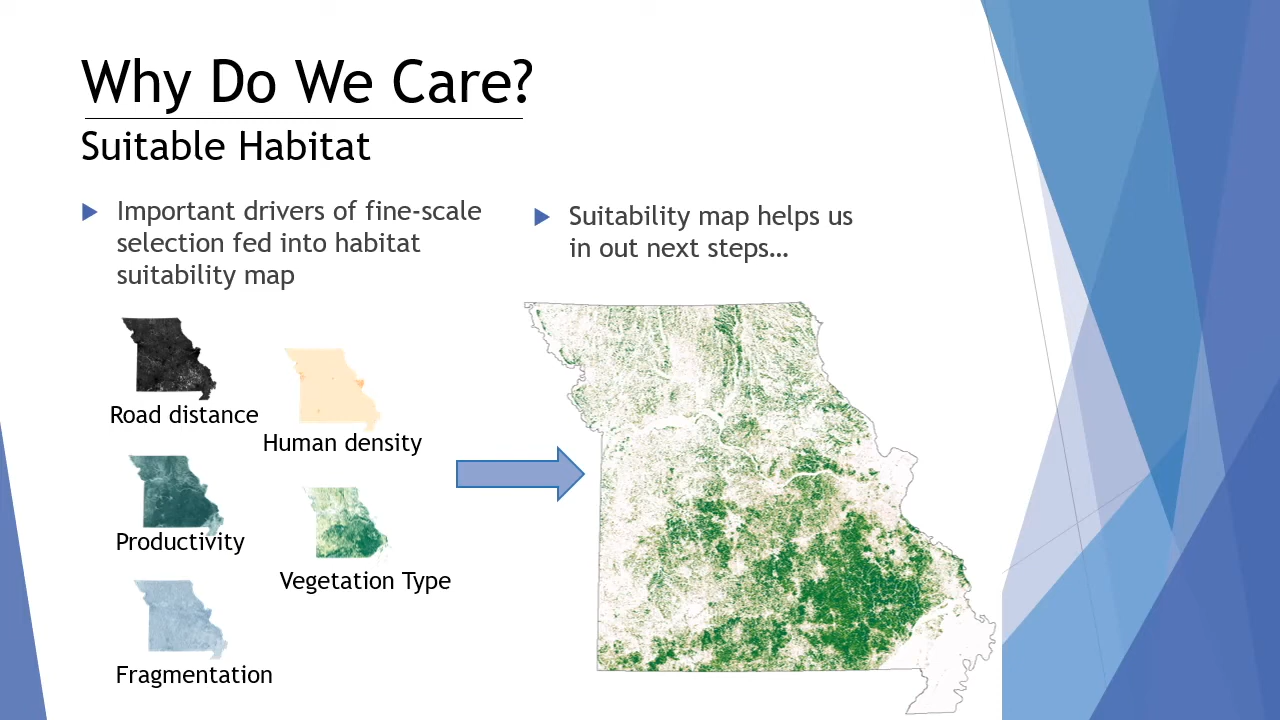 Why Do We Care?
Suitable Habitat
Important drivers of fine-scale
selection fed into habitat
suitability map
Suitability map helps us
in out next steps…
Road distance
Human density
Productivity
Vegetation Type
Fragmentation